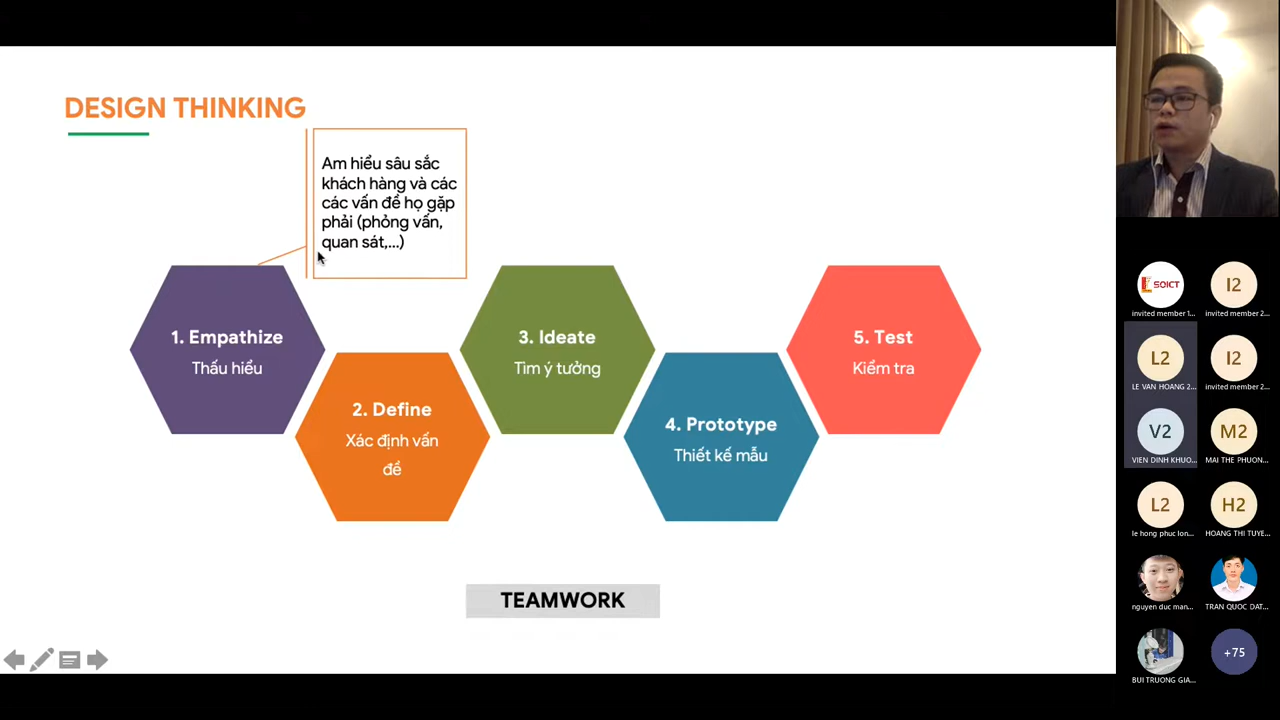 DESIGN THINKING
Am hiểu sâu sắc
khách hàng và các
các vấn đề họ gặp
phải (phỏng vấn,
quan sát,...)
1. Empathize
Thấu hiểu
2. Define
Xác định vấn
đề
3. Ideate
Tìm ý tưởng
4. Prototype
Thiết kế mẫu
5. Test
Kiểm tra
TEAMWORK
SOICT
invited member 1...
I2
invited member 2...
L2
LE VAN HOANG 2...
I2
invited member 2...
V2
VIEN DINH KHUO...
M2
MAI THE PHUON...
L2
le hong phuc lon...
H2
HOANG THI TUYE...
nguyen duc man...
TRAN QUOC DAT...
BUI TRUONG GIA...
+75